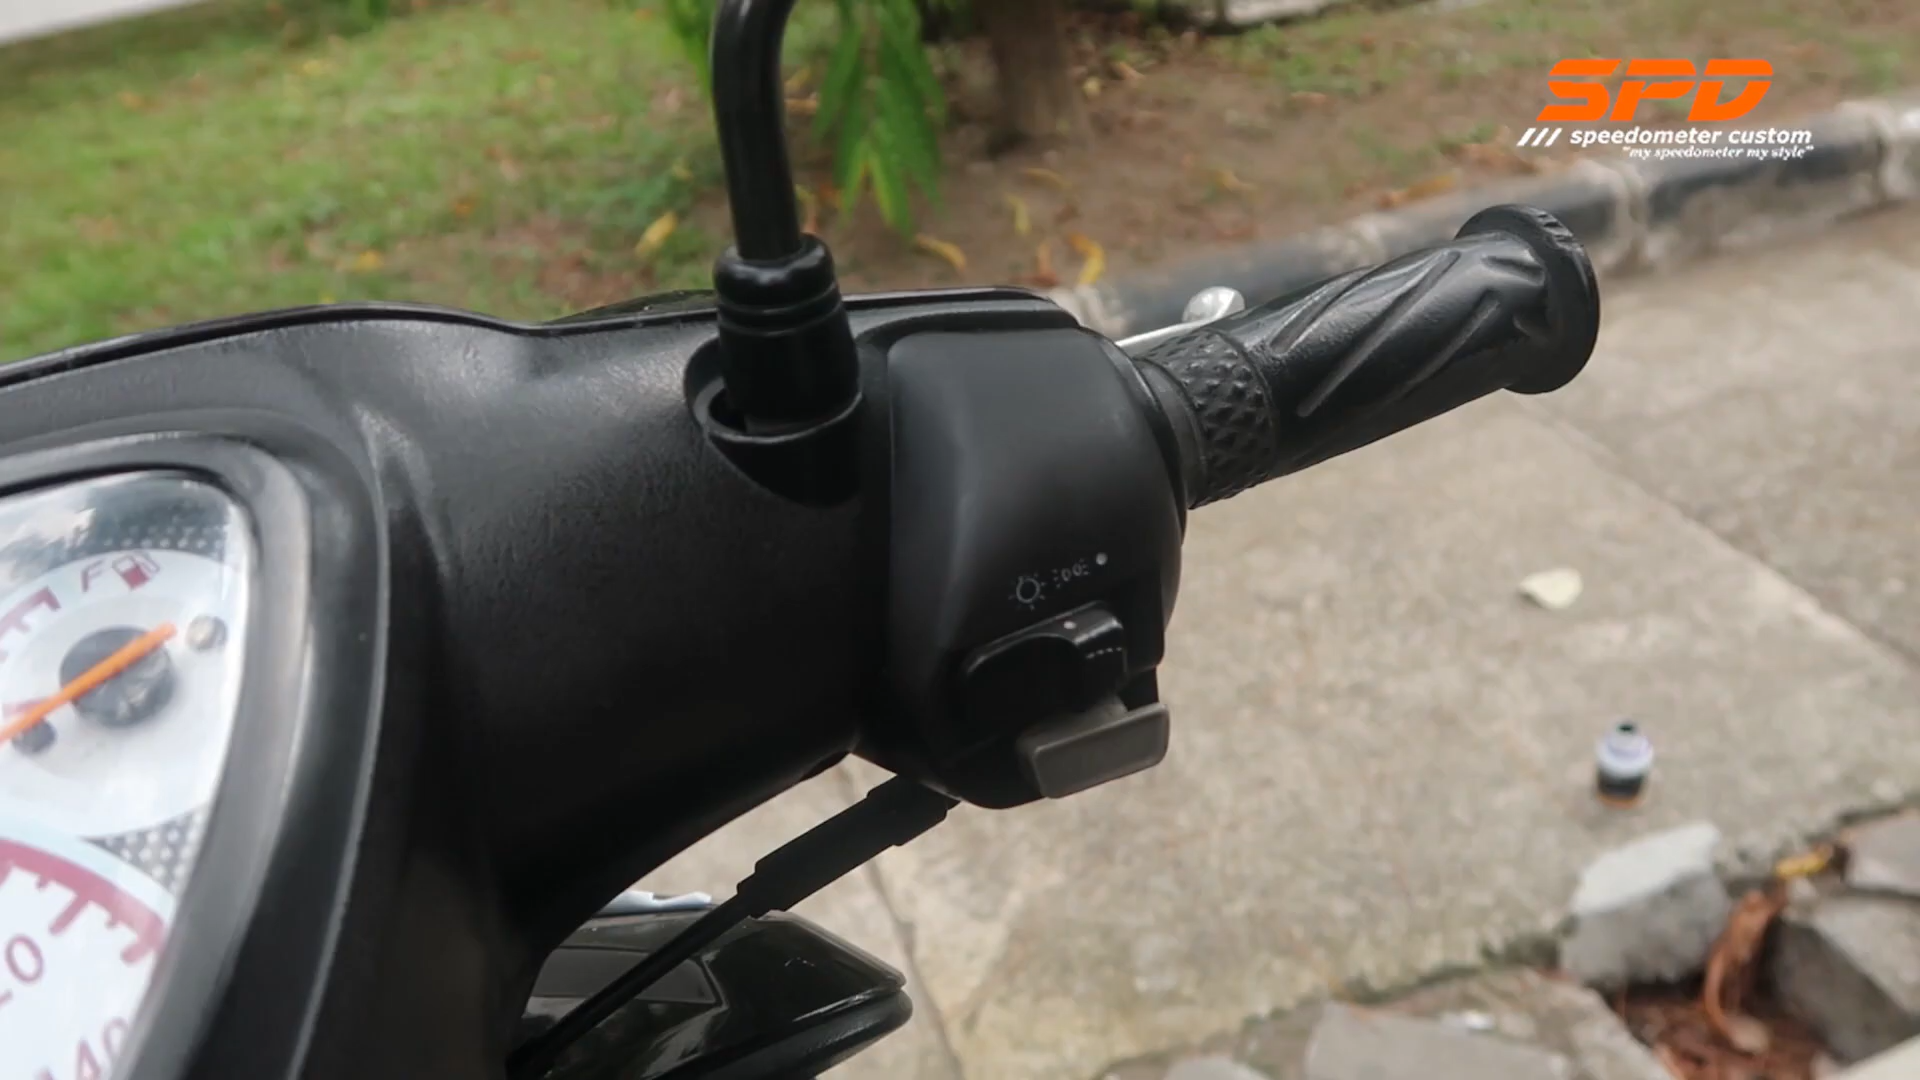 SPD
/// speedometer custom
"my speedometer my style"
F